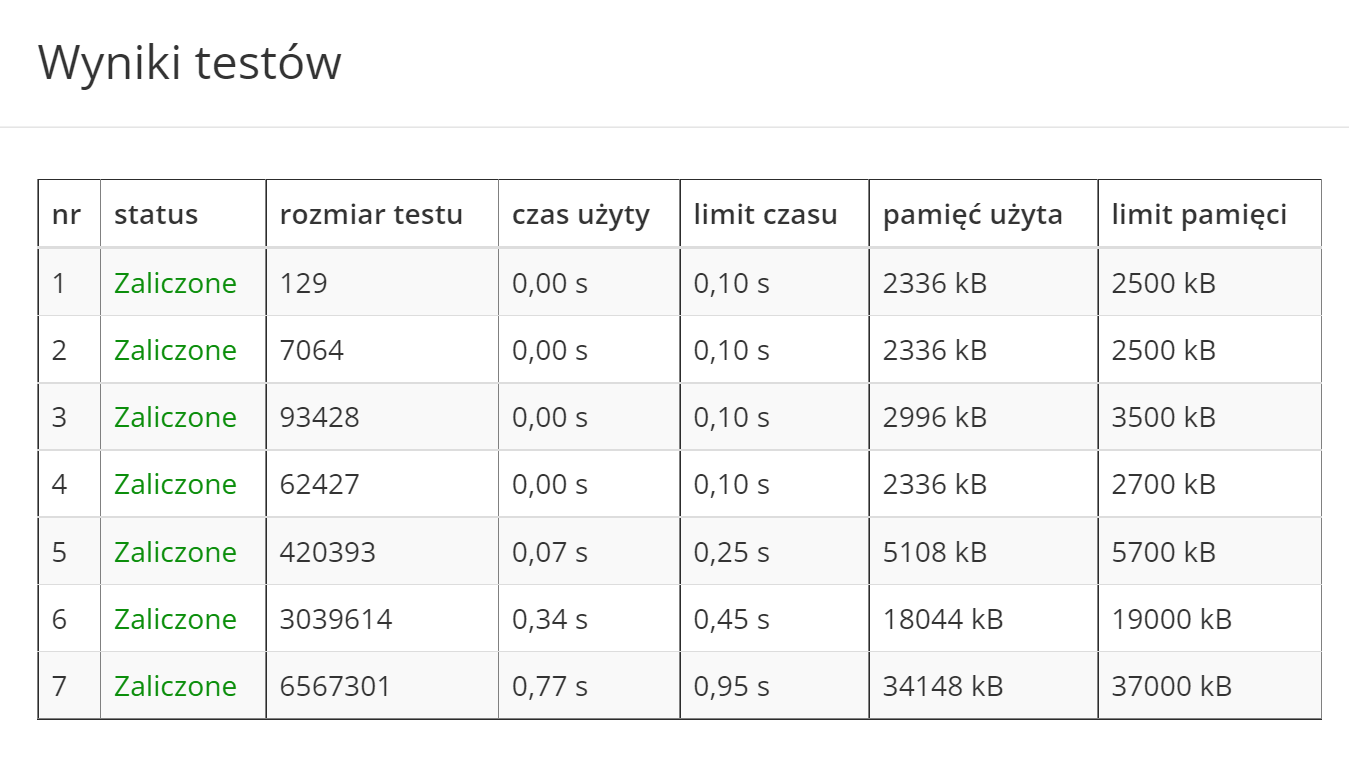 Wyniki testów
nr status rozmiar testu czas użyty limit czasu pamięć użyta limit pamięci
1 Zaliczone 129 0,00 s 0,10 s 2336 kB 2500 kB
2 Zaliczone 7064 0,00 s 0,10 s 2336 kB 2500 kB
3 Zaliczone 93428 0,00 s 0,10 s 2996 kB 3500 kB
4 Zaliczone 62427 0,00 s 0,10 s 2336 kB 2700 kB
5 Zaliczone 420393 0,07 s 0,25 s 5108 kB 5700 kB
6 Zaliczone 3039614 0,34 s 0,45 s 18044 kB 19000 kB
7 Zaliczone 6567301 0,77 s 0,95 s 34148 kB 37000 kB